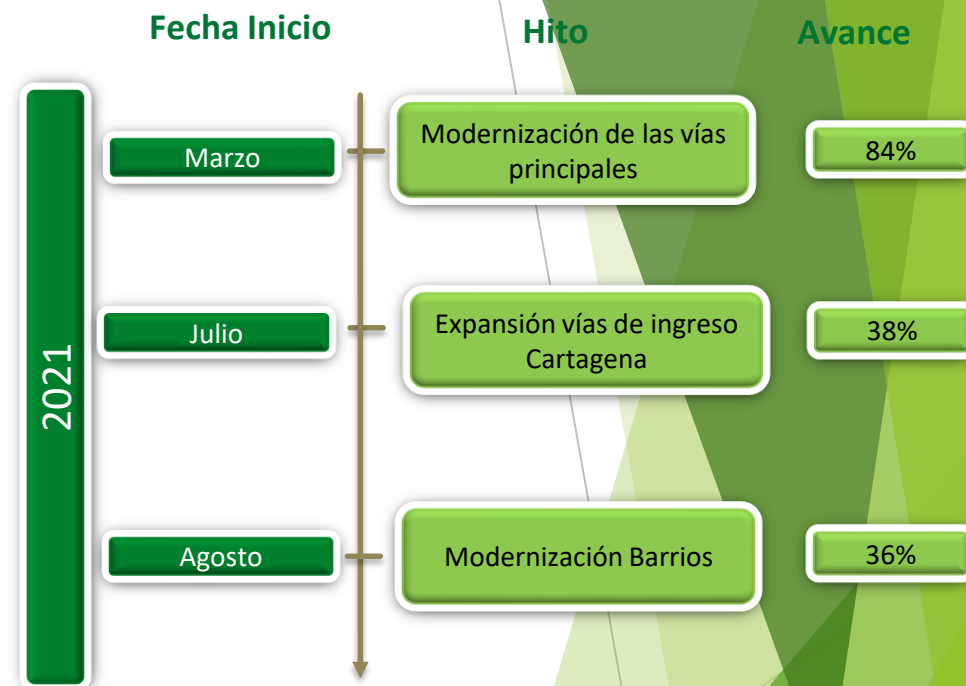 Fecha Inicio
Hito
Avance
2021
Marzo
Modernización de las vías
principales
84%
Julio
Expansión vías de ingreso
Cartagena
38%
Agosto
Modernización Barrios
36%